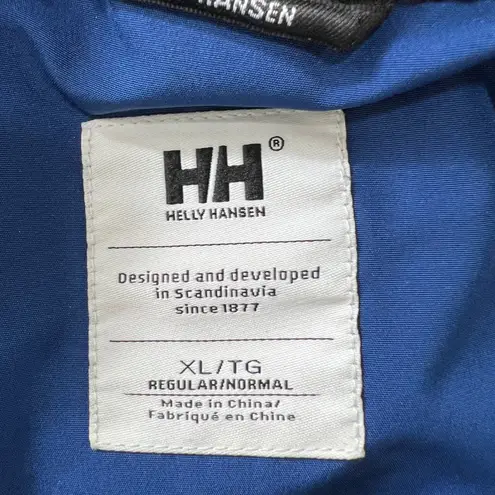 HANSEN
HH®
HELLY HANSEN
Designed and developed
in Scandinavia
since 1877
XL/TG
REGULAR/NORMAL
Made in China/
Fabriqué en Chine